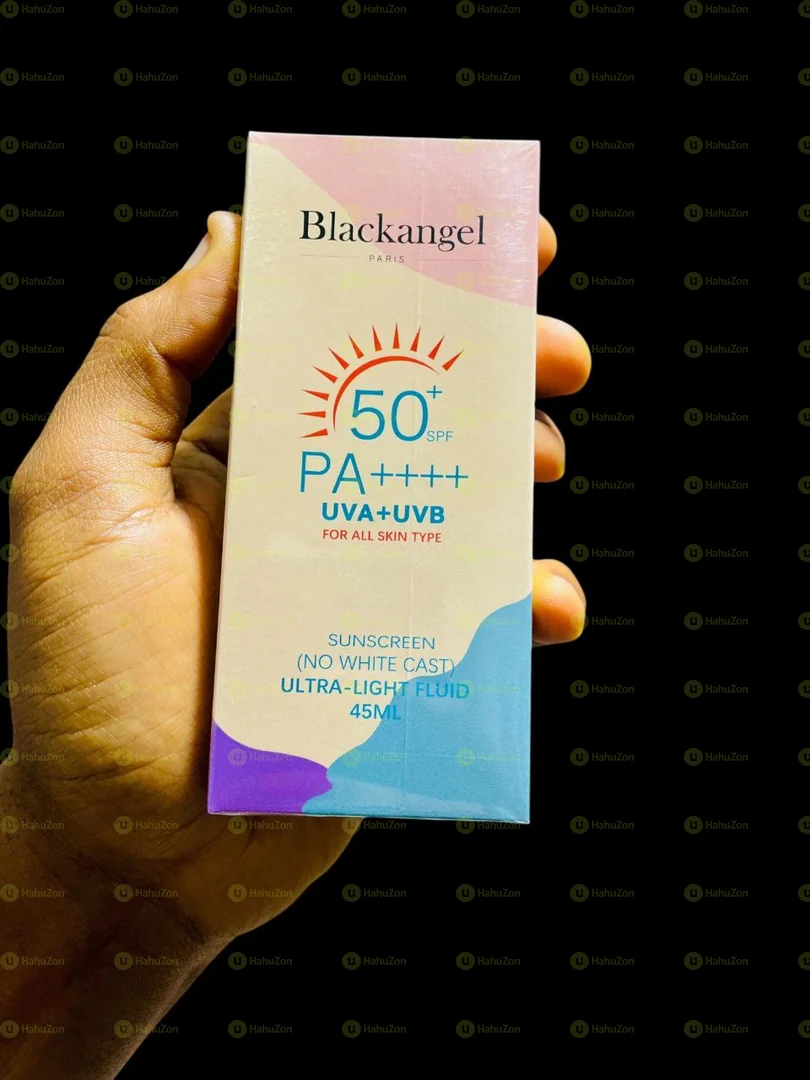 Blackangel
PARIS
50+
SPF
PA++++
UVA+UVB
FOR ALL SKIN TYPE
SUNSCREEN
(NO WHITE CAST)
ULTRA-LIGHT FLUID
45ML
HahuZon